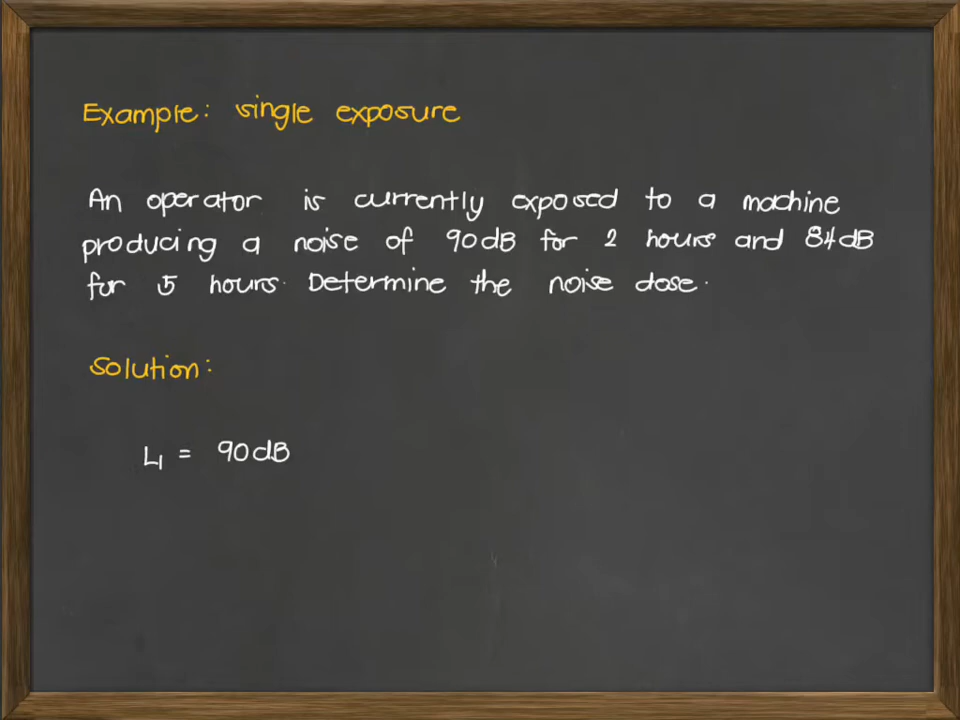 Example: single exposure
An operator is currently exposed to a machine
producing a noise of 90dB for 2 hours and 84dB
for 5 hours. Determine the noise dose.
Solution:
L1 = 90dB